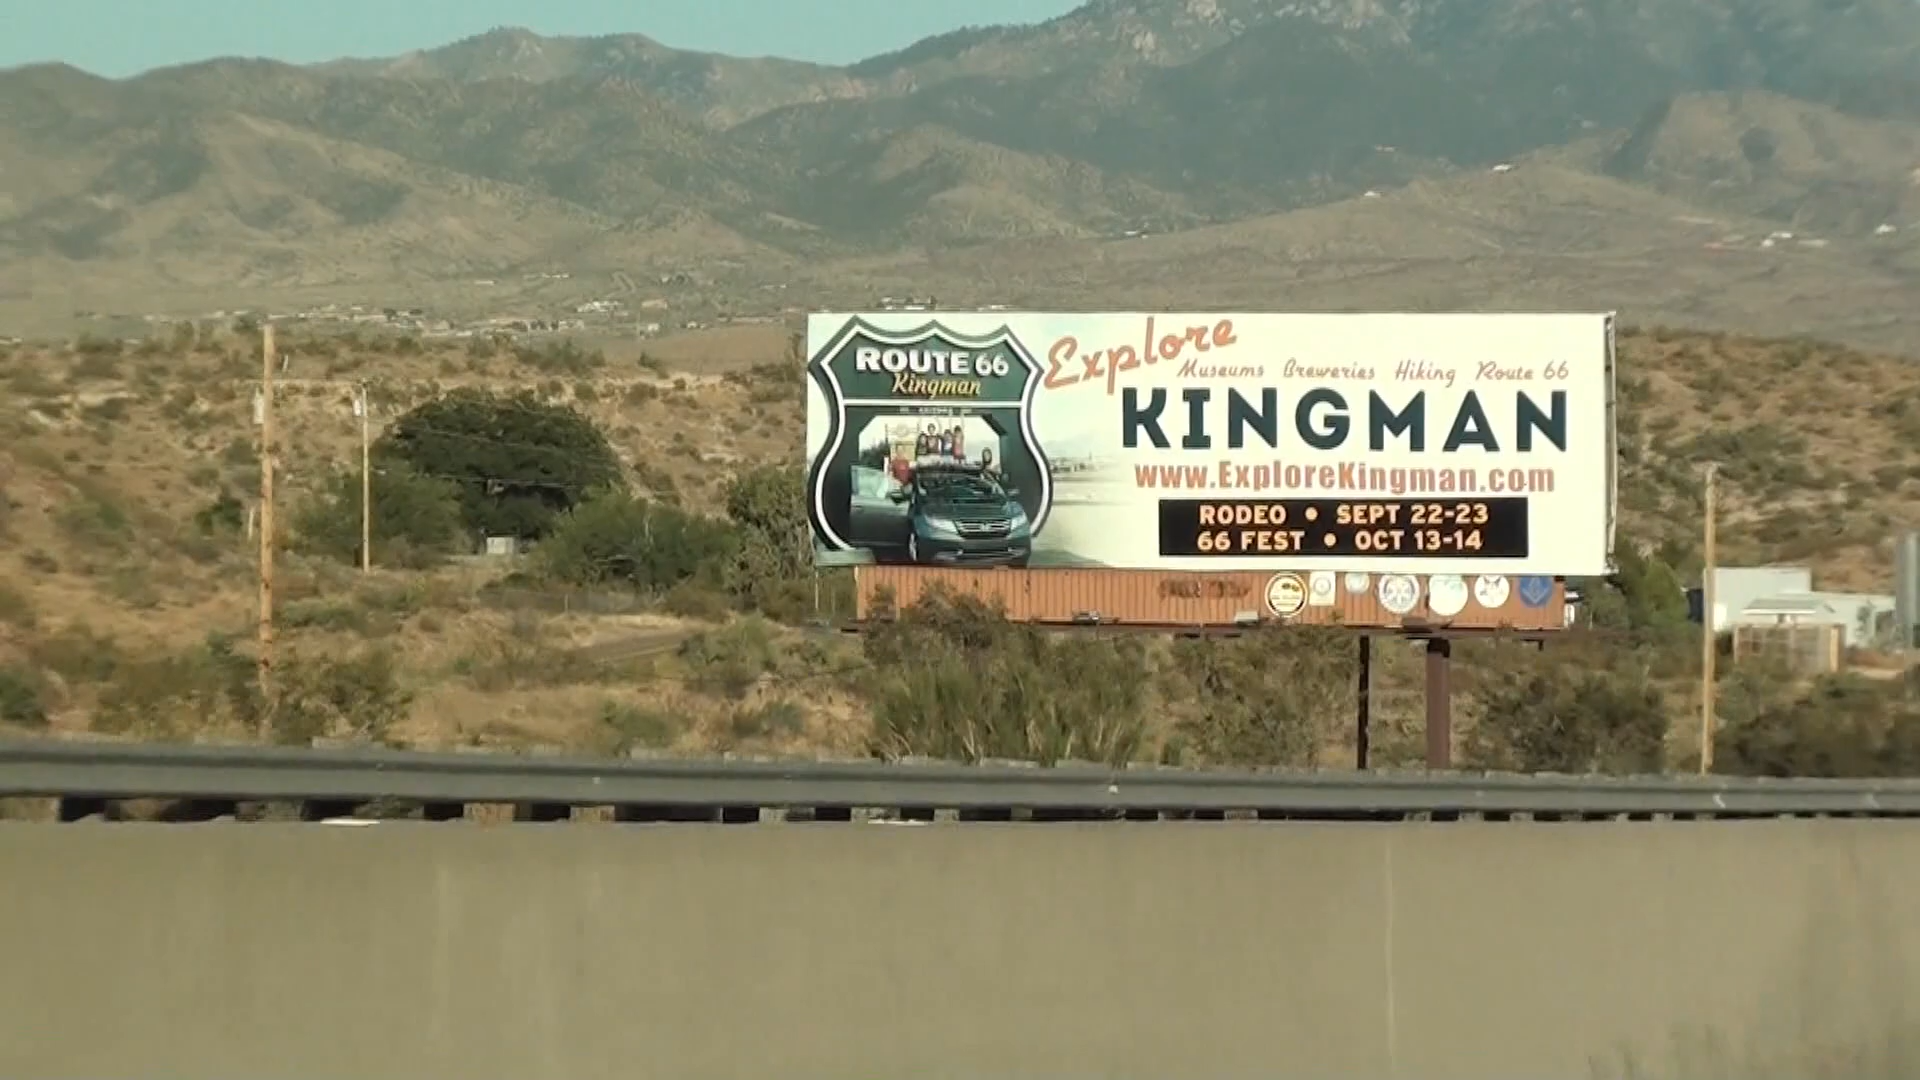 ROUTE 66
Kingman
Explore
Museums Breweries Hiking Route 66
KINGMAN
www.ExploreKingman.com
RODEO • SEPT 22-23
66 FEST • OCT 13-14